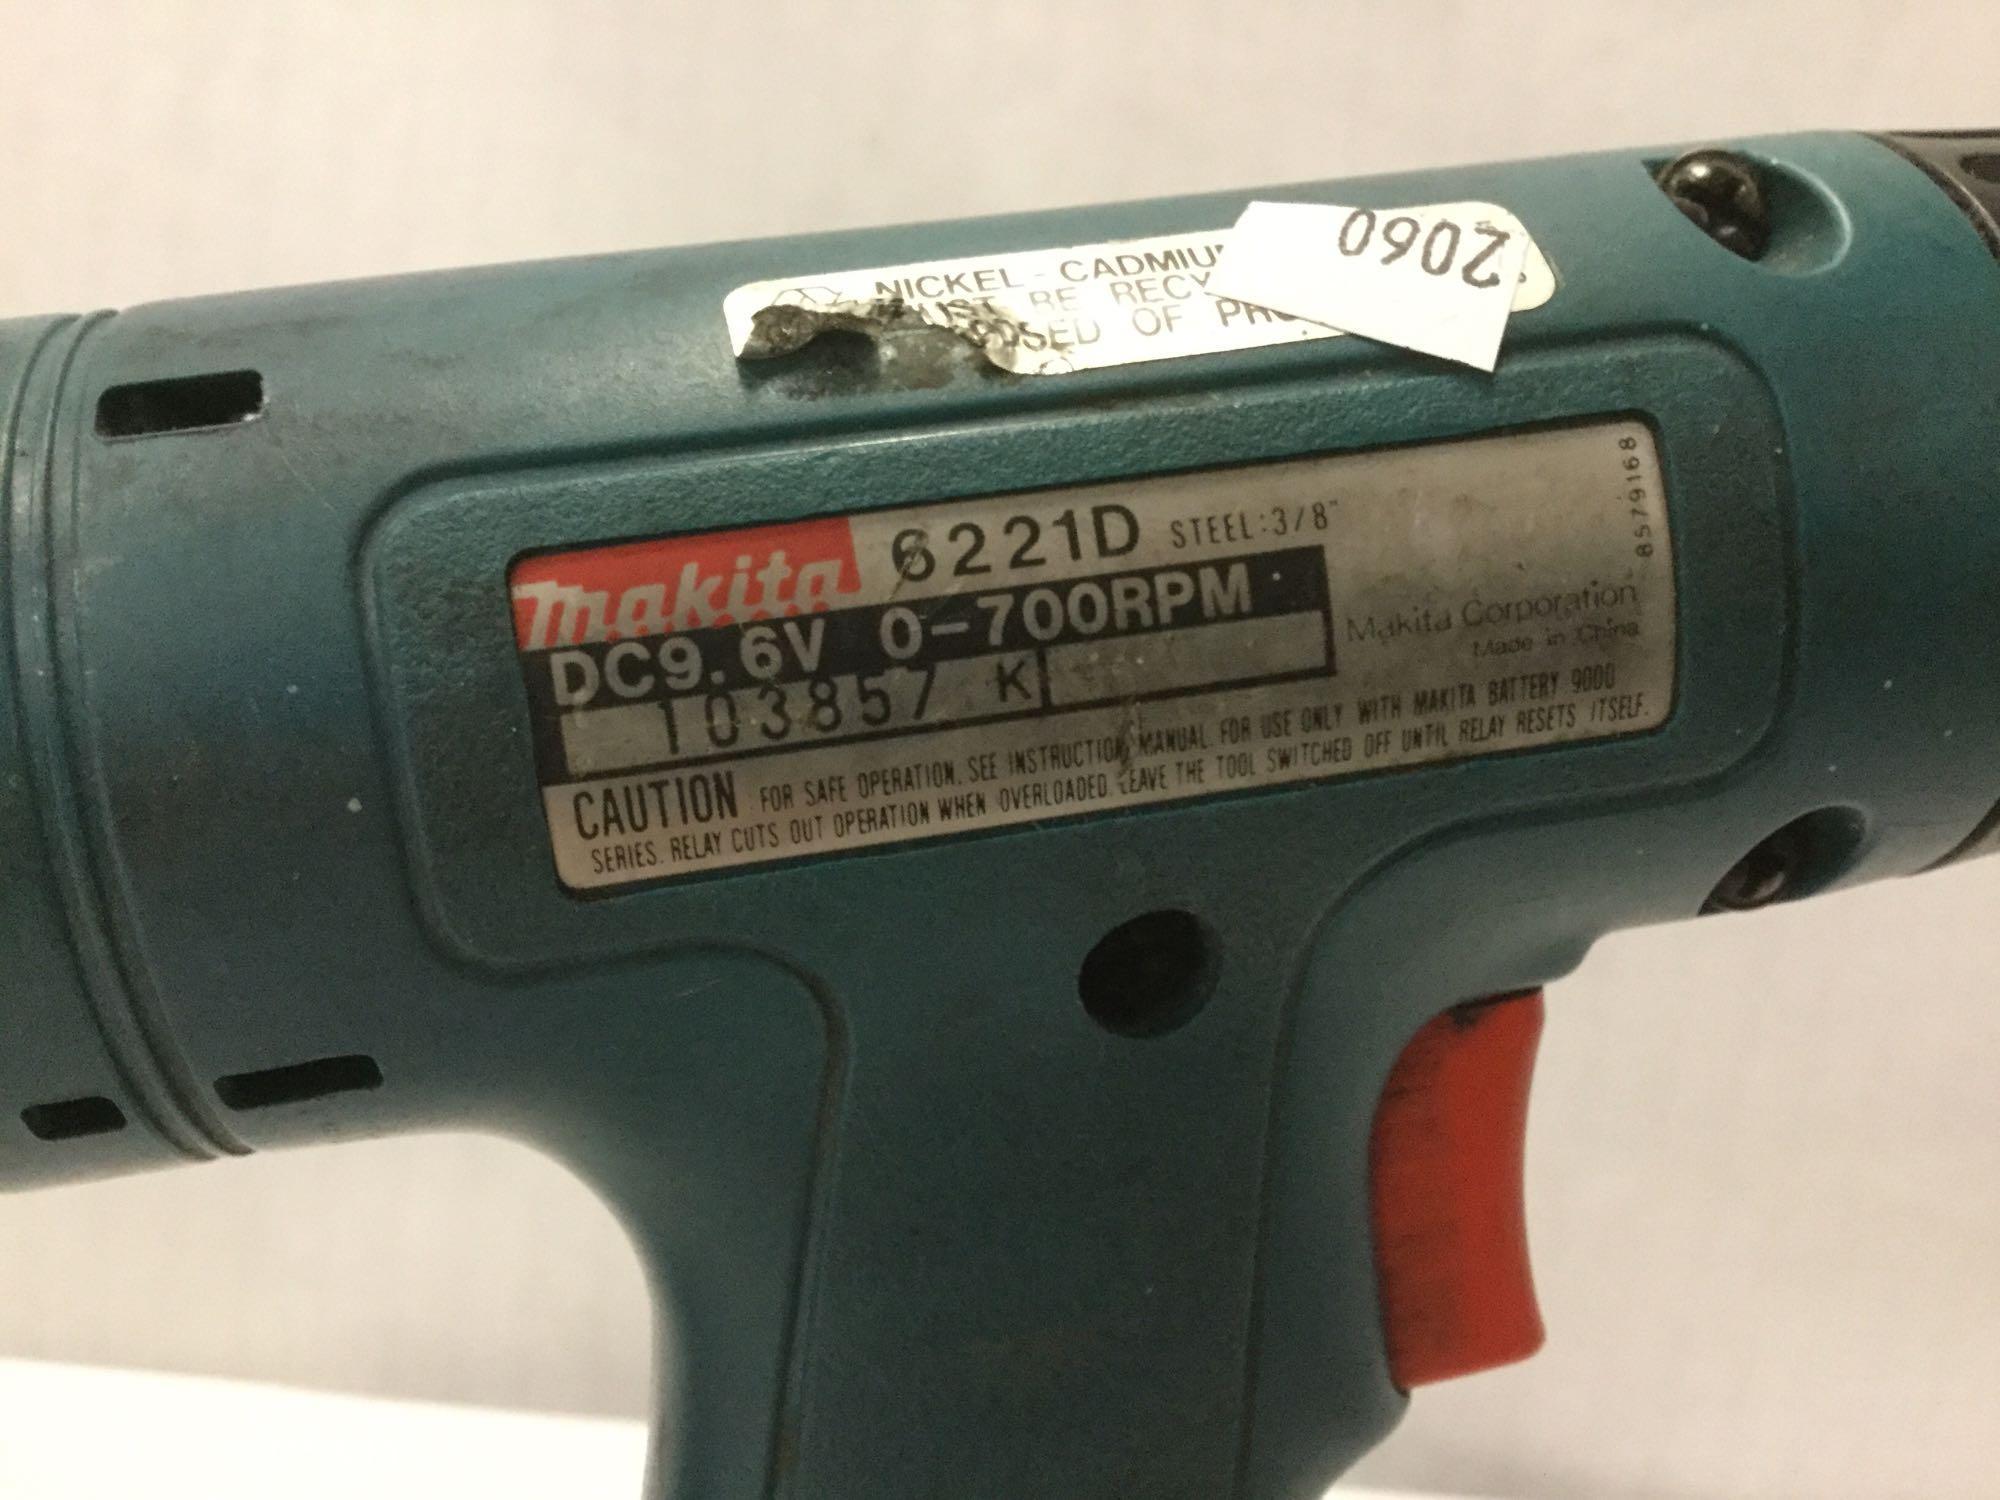 2060
NICKEL-CADMIU
MUST BE RECY
OSED OF PR
makita 6221D STEEL:3/8"
8579168
DC9.6V 0-700RPM
103857 K
Makita Corporation
Made in China
CAUTION FOR SAFE OPERATION. SEE INSTRUCTION MANUAL. FOR USE ONLY WITH MAKITA BATTERY 9000
SERIES. RELAY CUTS OUT OPERATION WHEN OVERLOADED. LEAVE THE TOOL SWITCHED OFF UNTIL RELAY RESETS ITSELF.